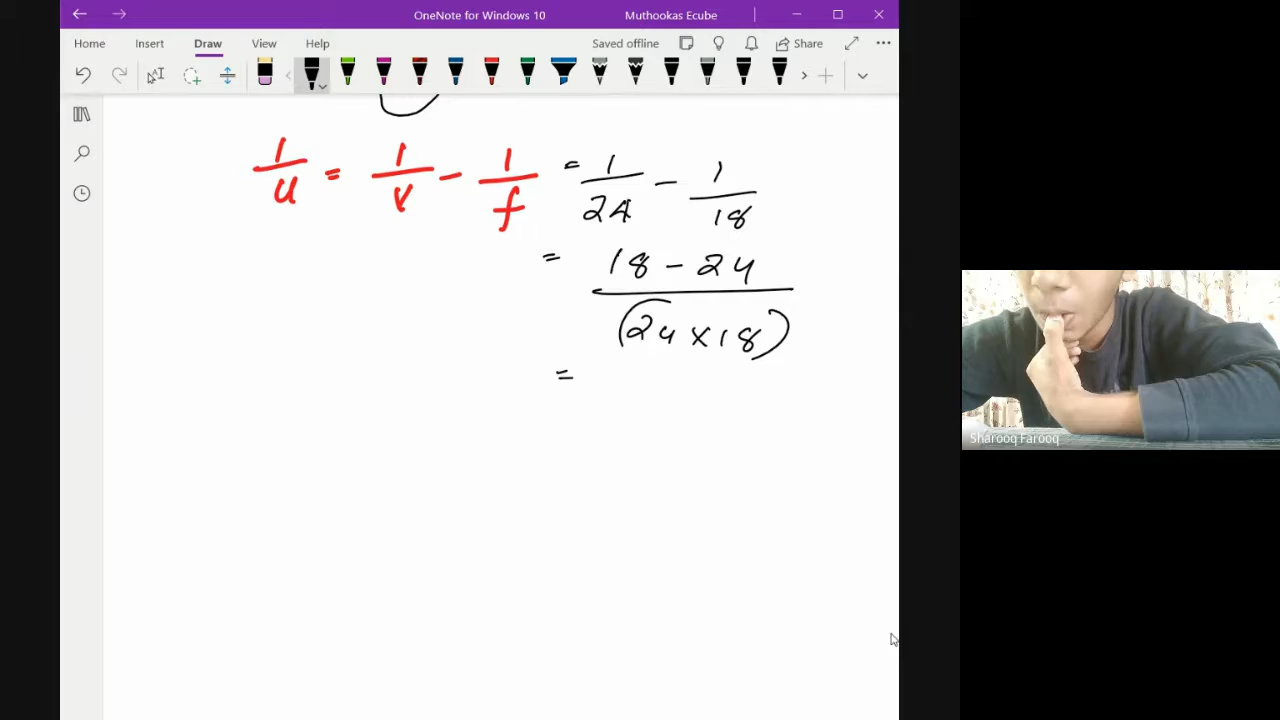 OneNote for Windows 10
Muthookas Ecube
Home Insert Draw View Help
Saved offline
Share
1/u = 1/v - 1/f = 1/24 - 1/18
= 18 - 24 / (24 x 18)
=
Sharooq Farooq